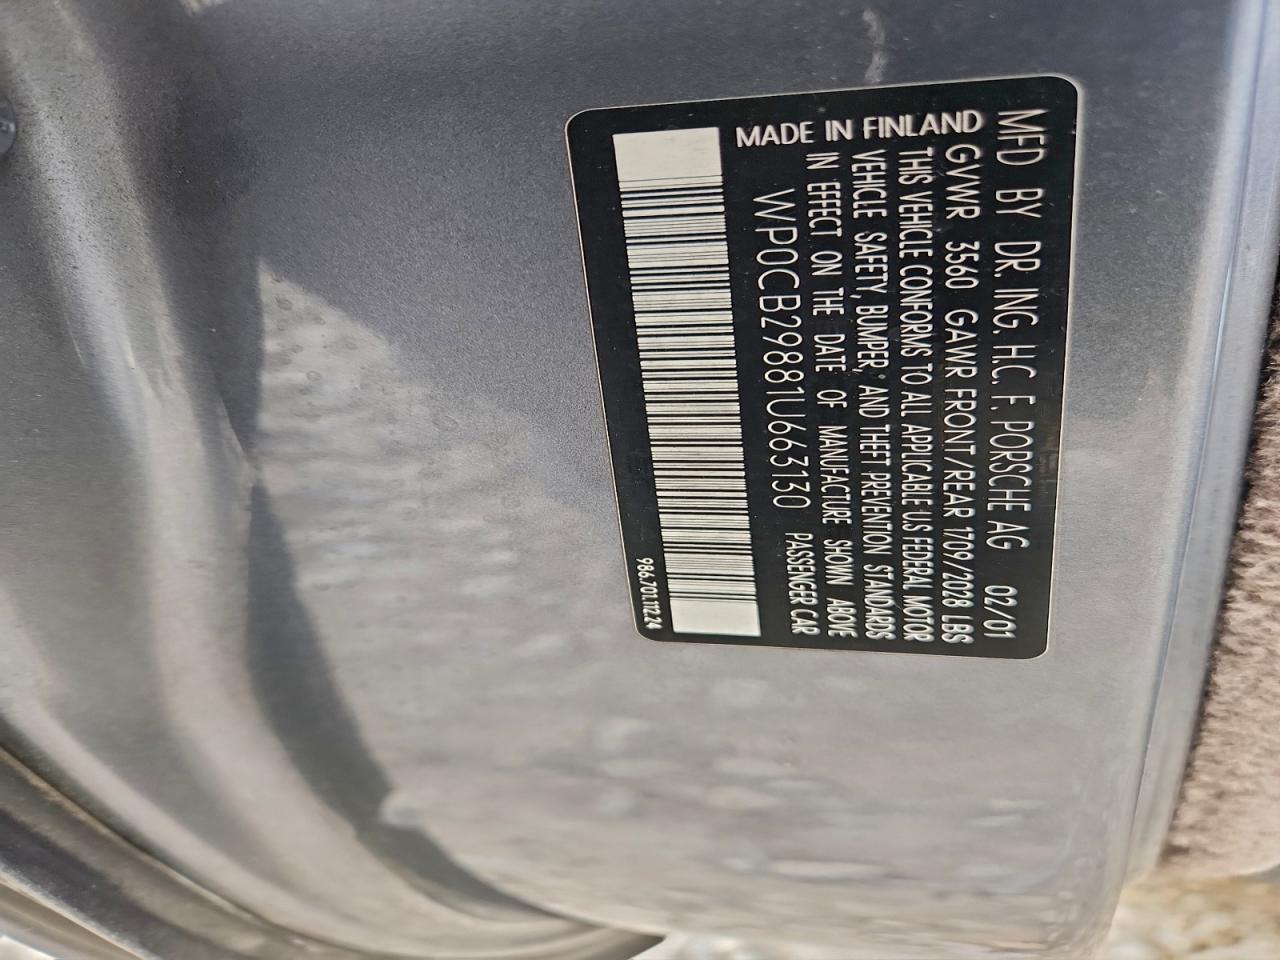 MFD BY DR. ING. H.C. F. PORSCHE AG 02/01
GVWR 3560 GAWR FRONT/REAR 1709/2028 LBS
THIS VEHICLE CONFORMS TO ALL APPLICABLE U.S FEDERAL MOTOR
VEHICLE SAFETY, BUMPER, AND THEFT PREVENTION STANDARDS
IN EFFECT ON THE DATE OF MANUFACTURE SHOWN ABOVE
WP0CB29881U663130 PASSENGER CAR
MADE IN FINLAND
986.701.112.24